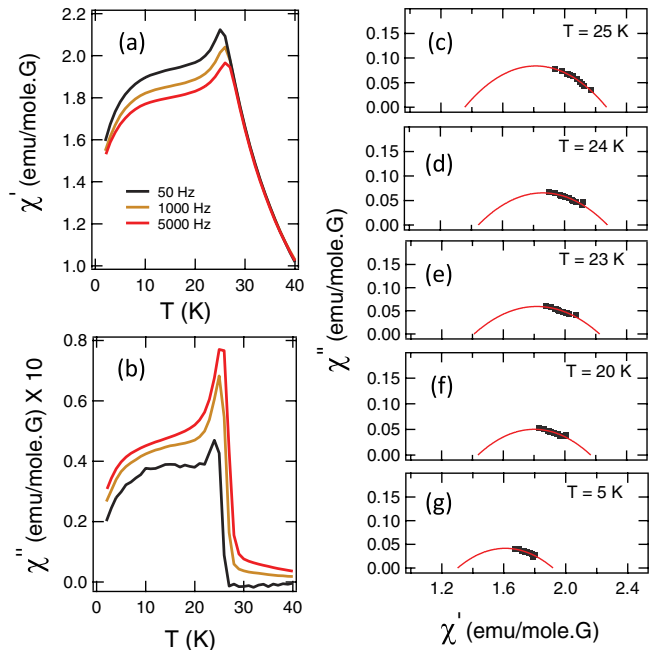 (a)
2.2
2.0
1.8
1.6
1.4
1.2
1.0
χ' (emu/mole.G)
50 Hz
1000 Hz
5000 Hz
0 10 20 30 40
T (K)
(b)
0.8
0.6
0.4
0.2
0.0
χ'' (emu/mole.G) X 10
0 10 20 30 40
T (K)
(c)
T = 25 K
0.15
0.10
0.05
0.00
(d)
T = 24 K
0.15
0.10
0.05
0.00
(e)
T = 23 K
0.15
0.10
0.05
0.00
(f)
T = 20 K
0.15
0.10
0.05
0.00
(g)
T = 5 K
0.15
0.10
0.05
0.00
χ'' (emu/mole.G)
1.2 1.6 2.0 2.4
χ' (emu/mole.G)